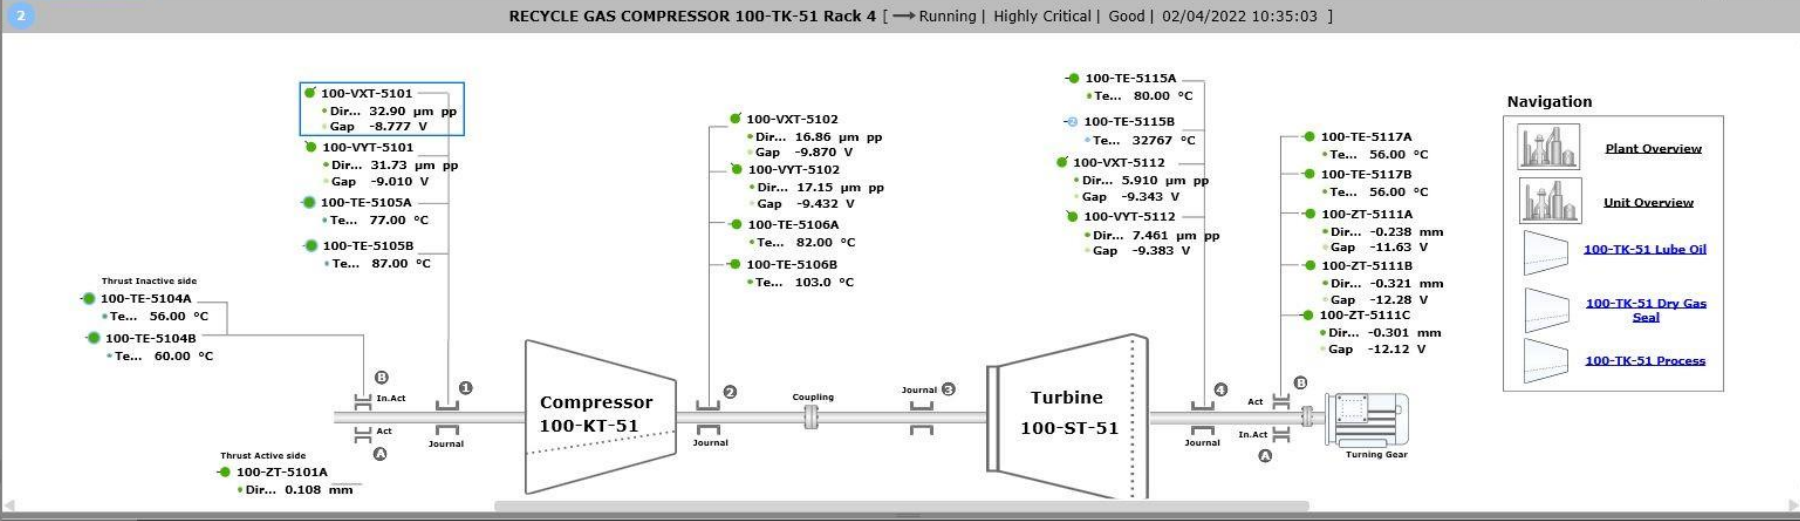 2
RECYCLE GAS COMPRESSOR 100-TK-51 Rack 4 [ → Running | Highly Critical | Good | 02/04/2022 10:35:03 ]
100-VXT-5101
Dir... 32.90 µm pp
Gap -8.777 V
100-VYT-5101
Dir... 31.73 µm pp
Gap -9.010 V
100-TE-5105A
Te... 77.00 °C
100-TE-5105B
Te... 87.00 °C
Thrust Inactive side
100-TE-5104A
Te... 56.00 °C
100-TE-5104B
Te... 60.00 °C
B
In.Act
Act
A
1
Journal
Thrust Active side
100-ZT-5101A
Dir... 0.108 mm
Compressor
100-KT-51
100-VXT-5102
Dir... 16.86 µm pp
Gap -9.870 V
100-VYT-5102
Dir... 17.15 µm pp
Gap -9.432 V
100-TE-5106A
Te... 82.00 °C
100-TE-5106B
Te... 103.0 °C
2
Journal
Coupling
Journal 3
Turbine
100-ST-51
100-TE-5115A
Te... 80.00 °C
100-TE-5115B
Te... 32767 °C
100-VXT-5112
Dir... 5.910 µm pp
Gap -9.343 V
100-VYT-5112
Dir... 7.461 µm pp
Gap -9.383 V
4
Journal
100-TE-5117A
Te... 56.00 °C
100-TE-5117B
Te... 56.00 °C
100-ZT-5111A
Dir... -0.238 mm
Gap -11.63 V
100-ZT-5111B
Dir... -0.321 mm
Gap -12.28 V
100-ZT-5111C
Dir... -0.301 mm
Gap -12.12 V
B
Act
In.Act
A
Turning Gear
Navigation
Plant Overview
Unit Overview
100-TK-51 Lube Oil
100-TK-51 Dry Gas
Seal
100-TK-51 Process